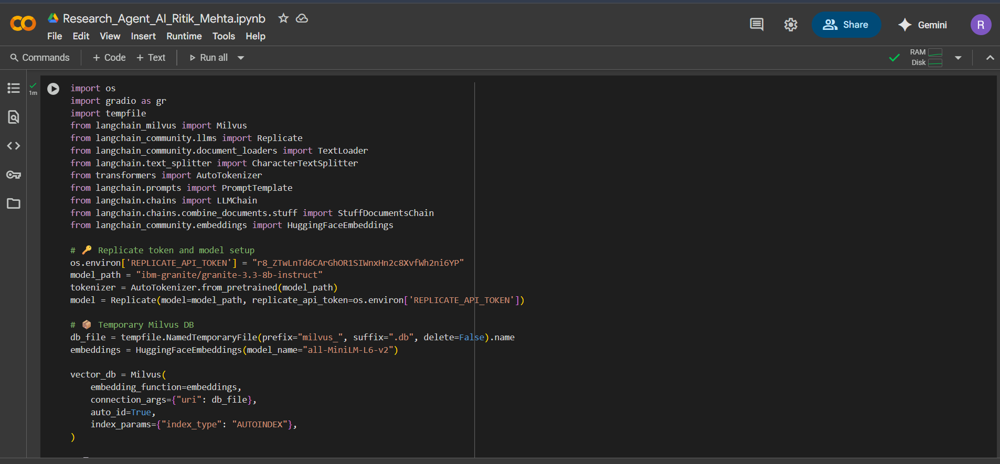 Research_Agent_AI_Ritik_Mehta.ipynb
File Edit View Insert Runtime Tools Help
Share
Gemini
R
Commands
+ Code + Text
Run all
RAM
Disk
1m
import os
import gradio as gr
import tempfile
from langchain_milvus import Milvus
from langchain_community.llms import Replicate
from langchain_community.document_loaders import TextLoader
from langchain.text_splitter import CharacterTextSplitter
from transformers import AutoTokenizer
from langchain.prompts import PromptTemplate
from langchain.chains import LLMChain
from langchain.chains.combine_documents.stuff import StuffDocumentsChain
from langchain_community.embeddings import HuggingFaceEmbeddings
# 🔑 Replicate token and model setup
os.environ['REPLICATE_API_TOKEN'] = "r8_ZTwLnTd6CArGhOR1SIWnxHn2c8XvfWh2ni6YP"
model_path = "ibm-granite/granite-3.3-8b-instruct"
tokenizer = AutoTokenizer.from_pretrained(model_path)
model = Replicate(model=model_path, replicate_api_token=os.environ['REPLICATE_API_TOKEN'])
# 📦 Temporary Milvus DB
db_file = tempfile.NamedTemporaryFile(prefix="milvus_", suffix=".db", delete=False).name
embeddings = HuggingFaceEmbeddings(model_name="all-MiniLM-L6-v2")
vector_db = Milvus(
    embedding_function=embeddings,
    connection_args={"uri": db_file},
    auto_id=True,
    index_params={"index_type": "AUTOINDEX"},
)